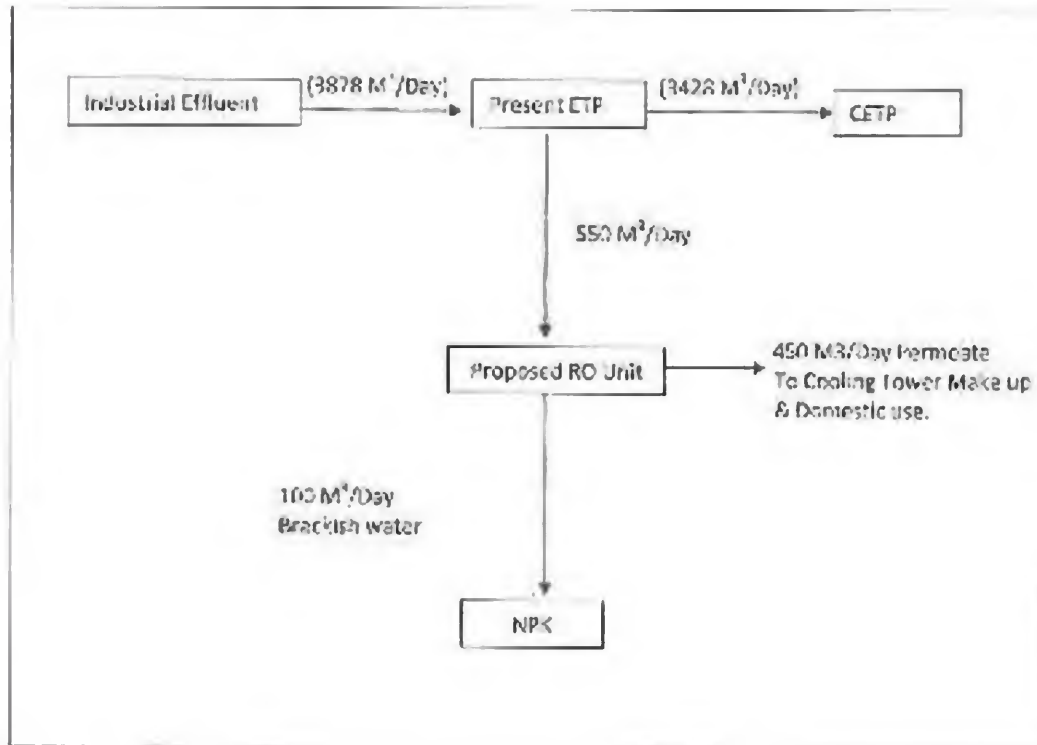 Industrial Effluent
(3878 M³/Day)
Present ETP
(3428 M³/Day)
CETP
550 M³/Day
Proposed RO Unit
450 M3/Day Permeate
To Cooling Tower Make up
& Domestic use.
100 M³/Day
Brackish water
NPK